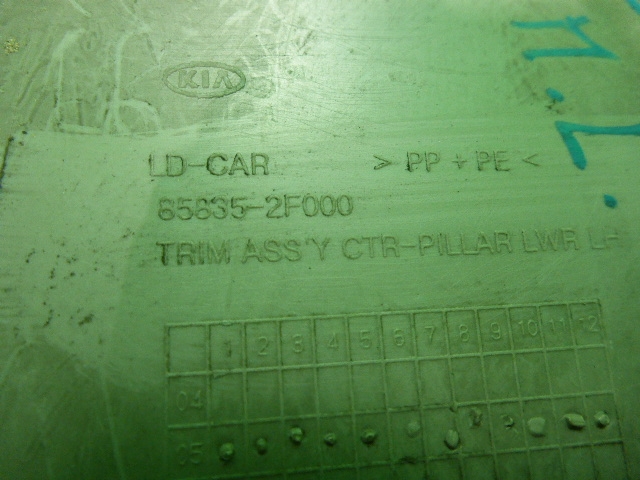 KIA
LD-CAR > PP + PE <
85835-2F000
TRIM ASS'Y CTR-PILLAR LWR LH
1 2 3 4 5 6 7 8 9 10 11 12
04
05